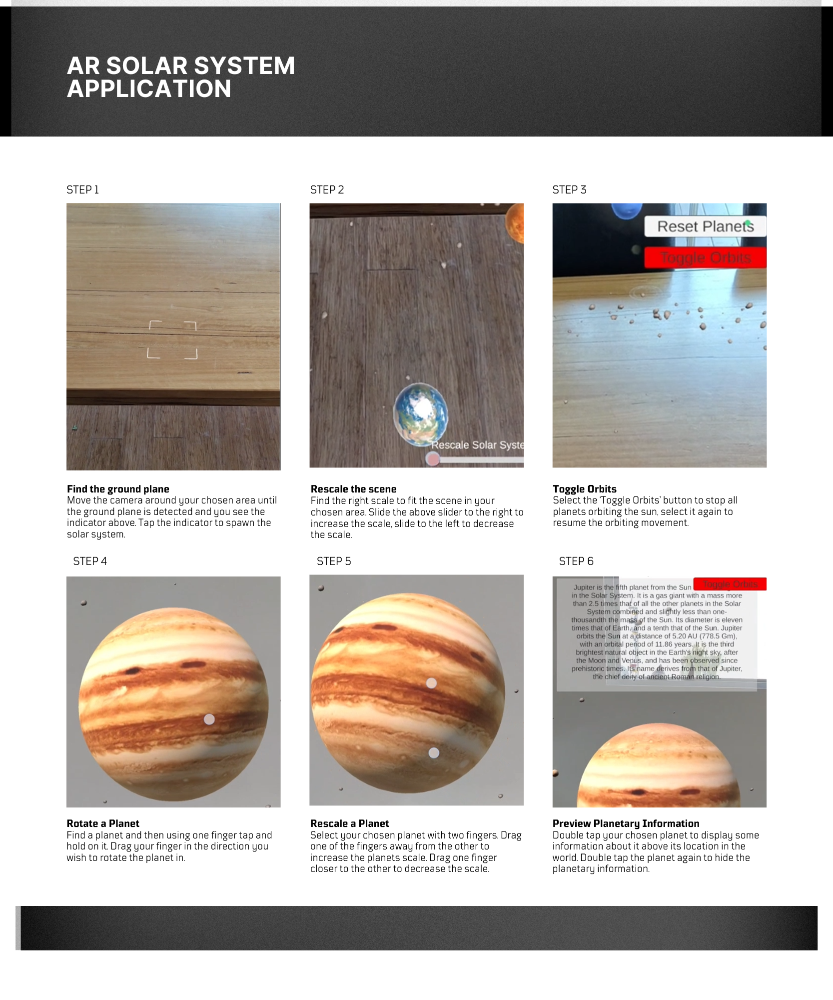 AR SOLAR SYSTEM
APPLICATION
STEP 1
STEP 2
Rescale Solar Syste
STEP 3
Reset Planets
Toggle Orbits
Find the ground plane
Move the camera around your chosen area until
the ground plane is detected and you see the
indicator above. Tap the indicator to spawn the
solar system.
Rescale the scene
Find the right scale to fit the scene in your
chosen area. Slide the above slider to the right to
increase the scale, slide to the left to decrease
the scale.
Toggle Orbits
Select the 'Toggle Orbits' button to stop all
planets orbiting the sun, select it again to
resume the orbiting movement.
STEP 4
STEP 5
STEP 6
Toggle Orbits
Jupiter is the fifth planet from the Sun
in the Solar System. It is a gas giant with a mass more
than 2.5 times that of all the other planets in the Solar
System combined and slightly less than one-
thousandth the mass of the Sun. Its diameter is eleven
times that of Earth, and a tenth that of the Sun. Jupiter
orbits the Sun at a distance of 5.20 AU (778.5 Gm),
with an orbital period of 11.86 years. It is the third
brightest natural object in the Earth's night sky, after
the Moon and Venus, and has been observed since
prehistoric times. Its name derives from that of Jupiter,
the chief deity of ancient Roman religion.
Rotate a Planet
Find a planet and then using one finger tap and
hold on it. Drag your finger in the direction you
wish to rotate the planet in.
Rescale a Planet
Select your chosen planet with two fingers. Drag
one of the fingers away from the other to
increase the planets scale. Drag one finger
closer to the other to decrease the scale.
Preview Planetary Information
Double tap your chosen planet to display some
information about it above its location in the
world. Double tap the planet again to hide the
planetary information.